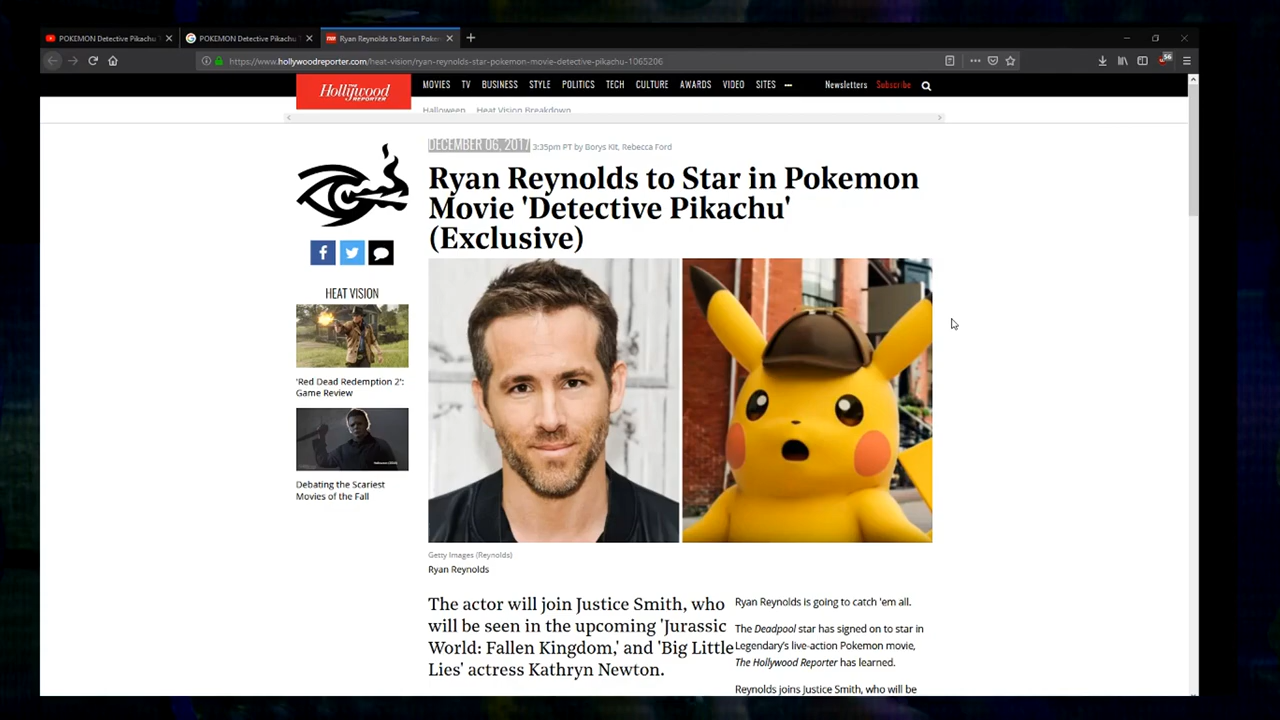 POKEMON Detective Pikachu
POKEMON Detective Pikachu
THR Ryan Reynolds to Star in Pokem
https://www.hollywoodreporter.com/heat-vision/ryan-reynolds-star-pokemon-movie-detective-pikachu-1065206
56
Hollywood
REPORTER
MOVIES TV BUSINESS STYLE POLITICS TECH CULTURE AWARDS VIDEO SITES
Newsletters Subscribe
Halloween Heat Vision Breakdown
DECEMBER 06, 2017 3:35pm PT by Borys Kit, Rebecca Ford
Ryan Reynolds to Star in Pokemon
Movie 'Detective Pikachu'
(Exclusive)
HEAT VISION
'Red Dead Redemption 2':
Game Review
Debating the Scariest
Movies of the Fall
Getty Images (Reynolds)
Ryan Reynolds
The actor will join Justice Smith, who
will be seen in the upcoming 'Jurassic
World: Fallen Kingdom,' and 'Big Little
Lies' actress Kathryn Newton.
Ryan Reynolds is going to catch 'em all.
The Deadpool star has signed on to star in
Legendary's live-action Pokemon movie,
The Hollywood Reporter has learned.
Reynolds joins Justice Smith, who will be